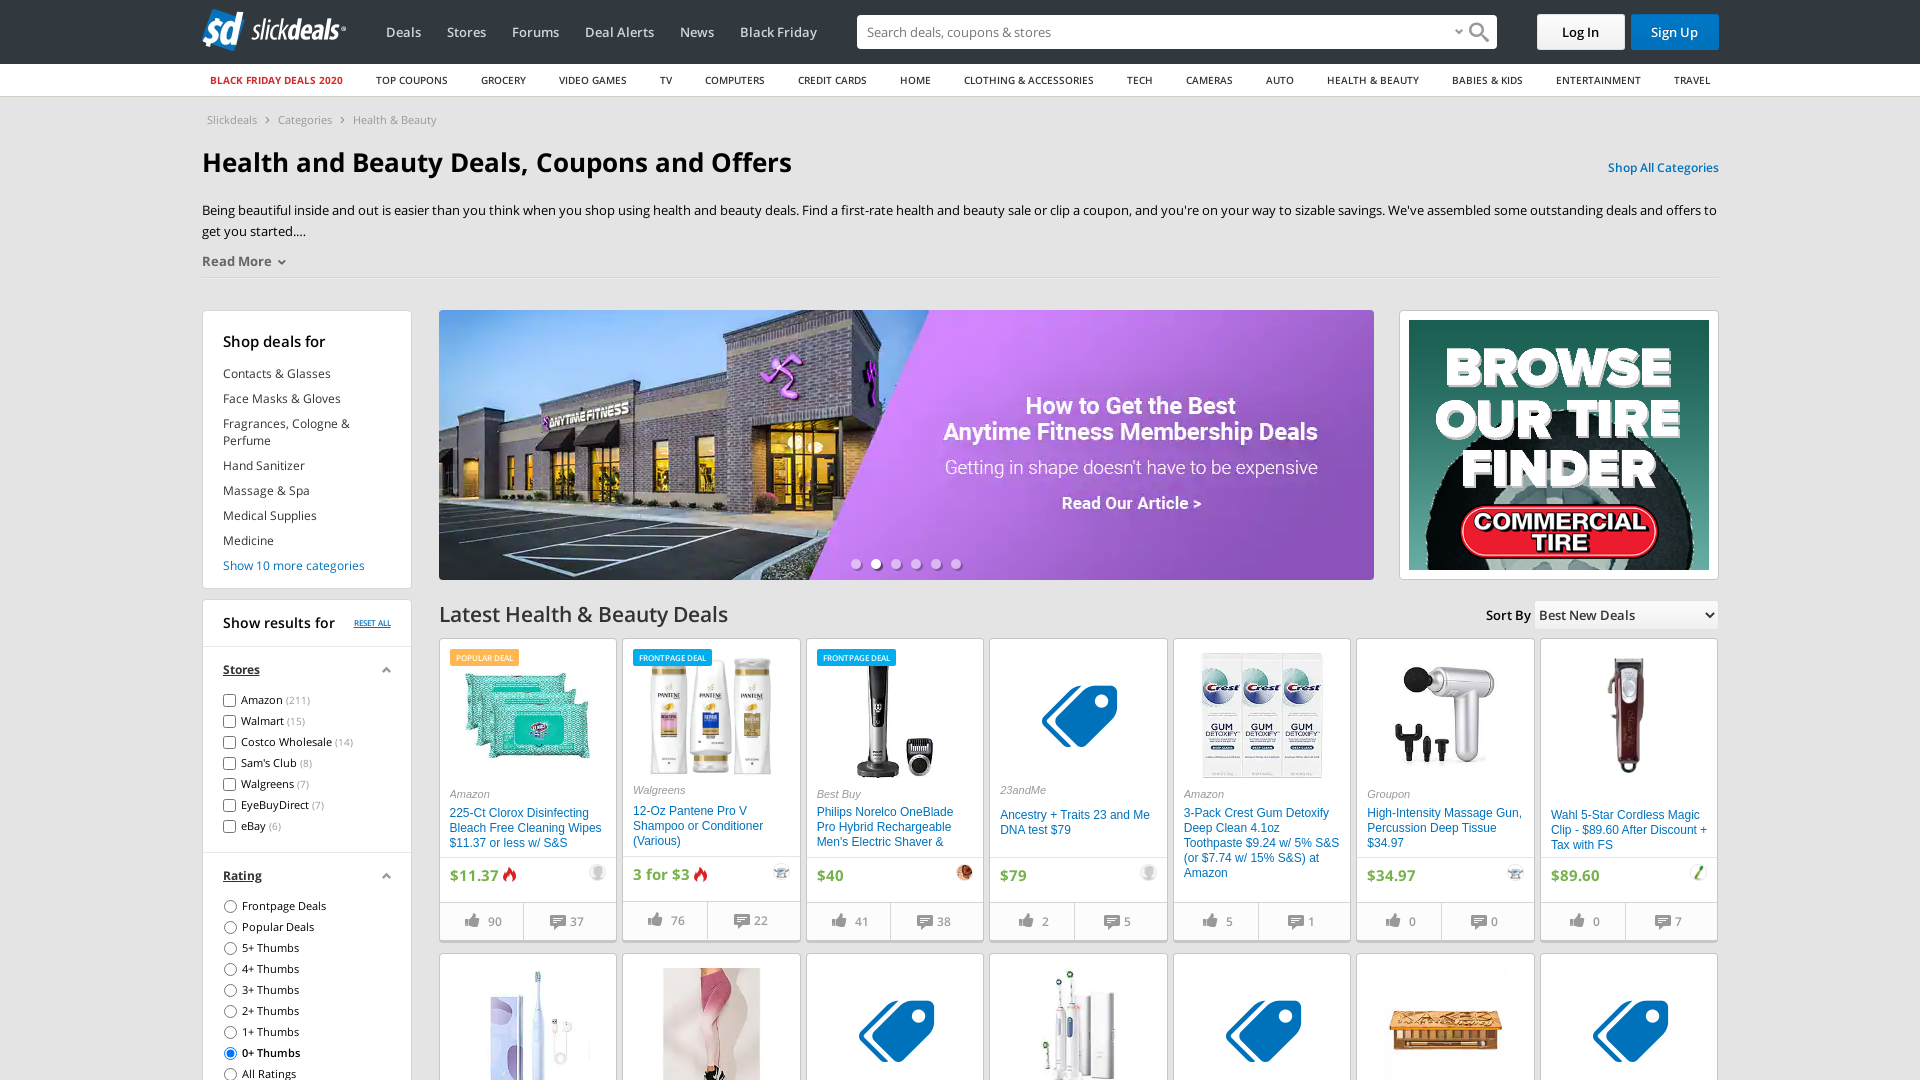 slickdeals
Deals
Stores
Forums
Deal Alerts
News
Black Friday
Search deals, coupons & stores
Log In
Sign Up
BLACK FRIDAY DEALS 2020
TOP COUPONS
GROCERY
VIDEO GAMES
TV
COMPUTERS
CREDIT CARDS
HOME
CLOTHING & ACCESSORIES
TECH
CAMERAS
AUTO
HEALTH & BEAUTY
BABIES & KIDS
ENTERTAINMENT
TRAVEL
Slickdeals > Categories > Health & Beauty
Health and Beauty Deals, Coupons and Offers
Shop All Categories
Being beautiful inside and out is easier than you think when you shop using health and beauty deals. Find a first-rate health and beauty sale or clip a coupon, and you're on your way to sizable savings. We've assembled some outstanding deals and offers to
get you started.…
Read More
Shop deals for
Contacts & Glasses
Face Masks & Gloves
Fragrances, Cologne &
Perfume
Hand Sanitizer
Massage & Spa
Medical Supplies
Medicine
Show 10 more categories
ANYTIME FITNESS
How to Get the Best
Anytime Fitness Membership Deals
Getting in shape doesn't have to be expensive
Read Our Article >
BROWSE
OUR TIRE
FINDER
COMMERCIAL
TIRE
Show results for
RESET ALL
Stores
Amazon (211)
Walmart (15)
Costco Wholesale (14)
Sam's Club (8)
Walgreens (7)
EyeBuyDirect (7)
eBay (6)
Rating
Frontpage Deals
Popular Deals
5+ Thumbs
4+ Thumbs
3+ Thumbs
2+ Thumbs
1+ Thumbs
0+ Thumbs
All Ratings
Latest Health & Beauty Deals
Sort By
Best New Deals
POPULAR DEAL
Amazon
225-Ct Clorox Disinfecting
Bleach Free Cleaning Wipes
$11.37 or less w/ S&S
$11.37
90
37
FRONTPAGE DEAL
PANTENE
PANTENE
PANTENE
Walgreens
12-Oz Pantene Pro V
Shampoo or Conditioner
(Various)
3 for $3
76
22
FRONTPAGE DEAL
Best Buy
Philips Norelco OneBlade
Pro Hybrid Rechargeable
Men's Electric Shaver &
$40
41
38
23andMe
Ancestry + Traits 23 and Me
DNA test $79
$79
2
5
Crest Crest Crest
GUM GUM GUM
DETOXIFY DETOXIFY DETOXIFY
Amazon
3-Pack Crest Gum Detoxify
Deep Clean 4.1oz
Toothpaste $9.24 w/ 5% S&S
(or $7.74 w/ 15% S&S) at
Amazon
5
1
Groupon
High-Intensity Massage Gun,
Percussion Deep Tissue
$34.97
$34.97
0
0
Wahl 5-Star Cordless Magic
Clip - $89.60 After Discount +
Tax with FS
$89.60
0
7